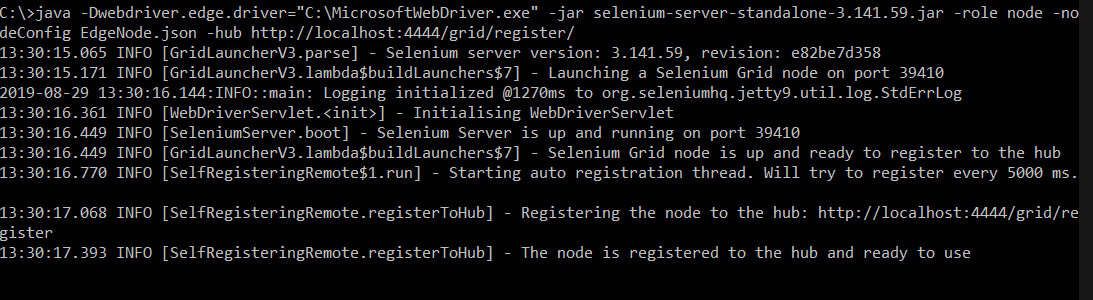 C:\>java -Dwebdriver.edge.driver="C:\MicrosoftWebDriver.exe" -jar selenium-server-standalone-3.141.59.jar -role node -no
deConfig EdgeNode.json -hub http://localhost:4444/grid/register/
13:30:15.065 INFO [GridLauncherV3.parse] - Selenium server version: 3.141.59, revision: e82be7d358
13:30:15.171 INFO [GridLauncherV3.lambda$buildLaunchers$7] - Launching a Selenium Grid node on port 39410
2019-08-29 13:30:16.144:INFO::main: Logging initialized @1270ms to org.seleniumhq.jetty9.util.log.StdErrLog
13:30:16.361 INFO [WebDriverServlet.<init>] - Initialising WebDriverServlet
13:30:16.449 INFO [SeleniumServer.boot] - Selenium Server is up and running on port 39410
13:30:16.449 INFO [GridLauncherV3.lambda$buildLaunchers$7] - Selenium Grid node is up and ready to register to the hub
13:30:16.770 INFO [SelfRegisteringRemote$1.run] - Starting auto registration thread. Will try to register every 5000 ms.
13:30:17.068 INFO [SelfRegisteringRemote.registerToHub] - Registering the node to the hub: http://localhost:4444/grid/re
gister
13:30:17.393 INFO [SelfRegisteringRemote.registerToHub] - The node is registered to the hub and ready to use